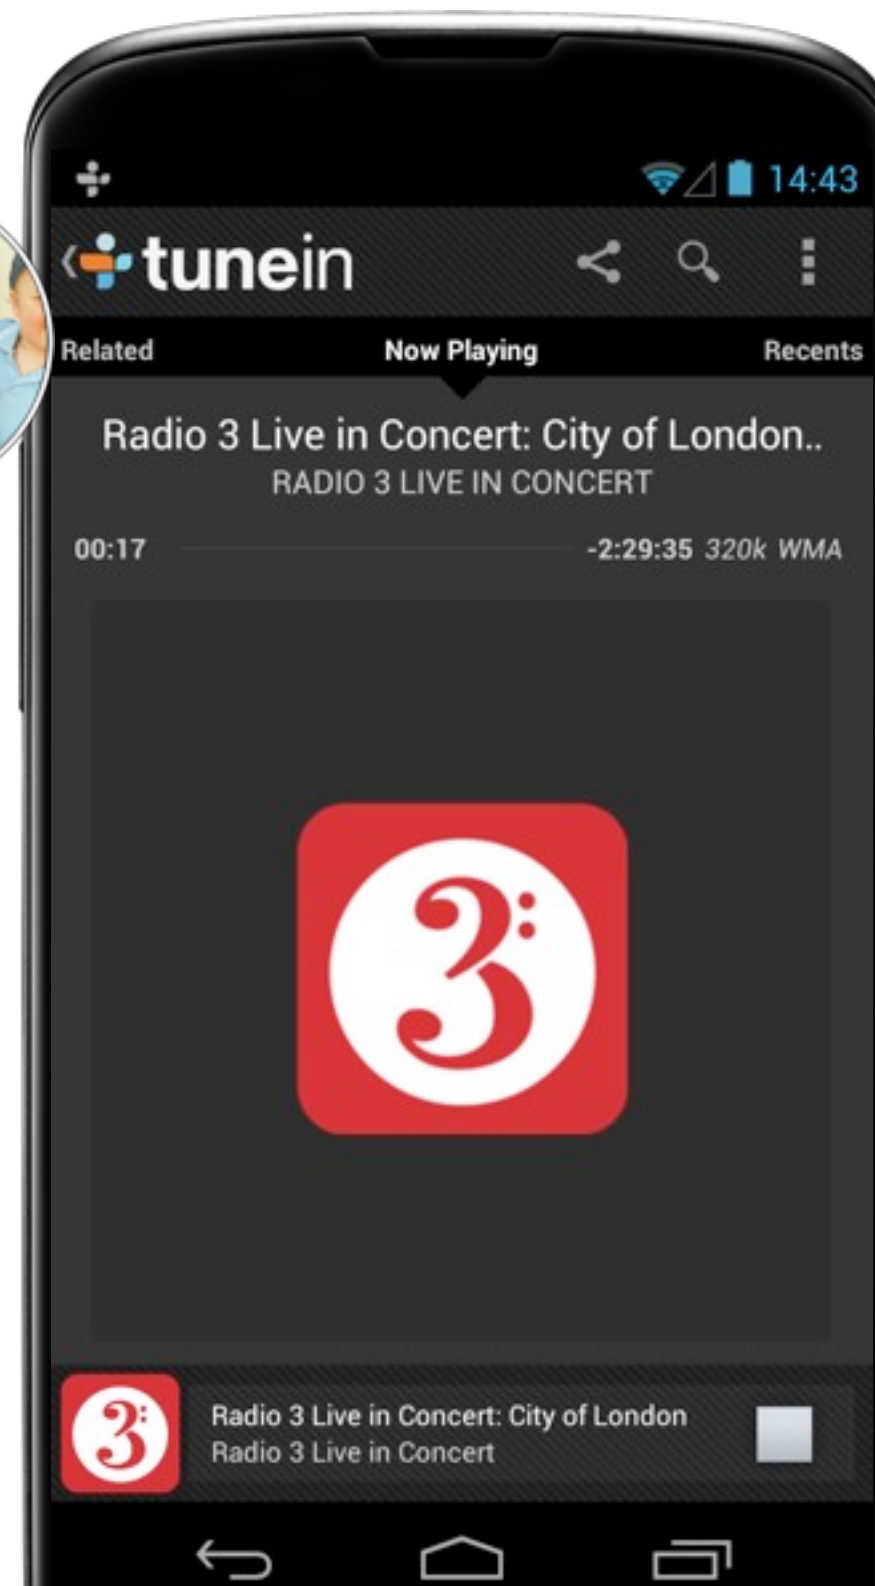 14:43
tunein
Related Now Playing Recents
Radio 3 Live in Concert: City of London..
RADIO 3 LIVE IN CONCERT
00:17 -2:29:35 320k WMA
3:
3: Radio 3 Live in Concert: City of London
Radio 3 Live in Concert